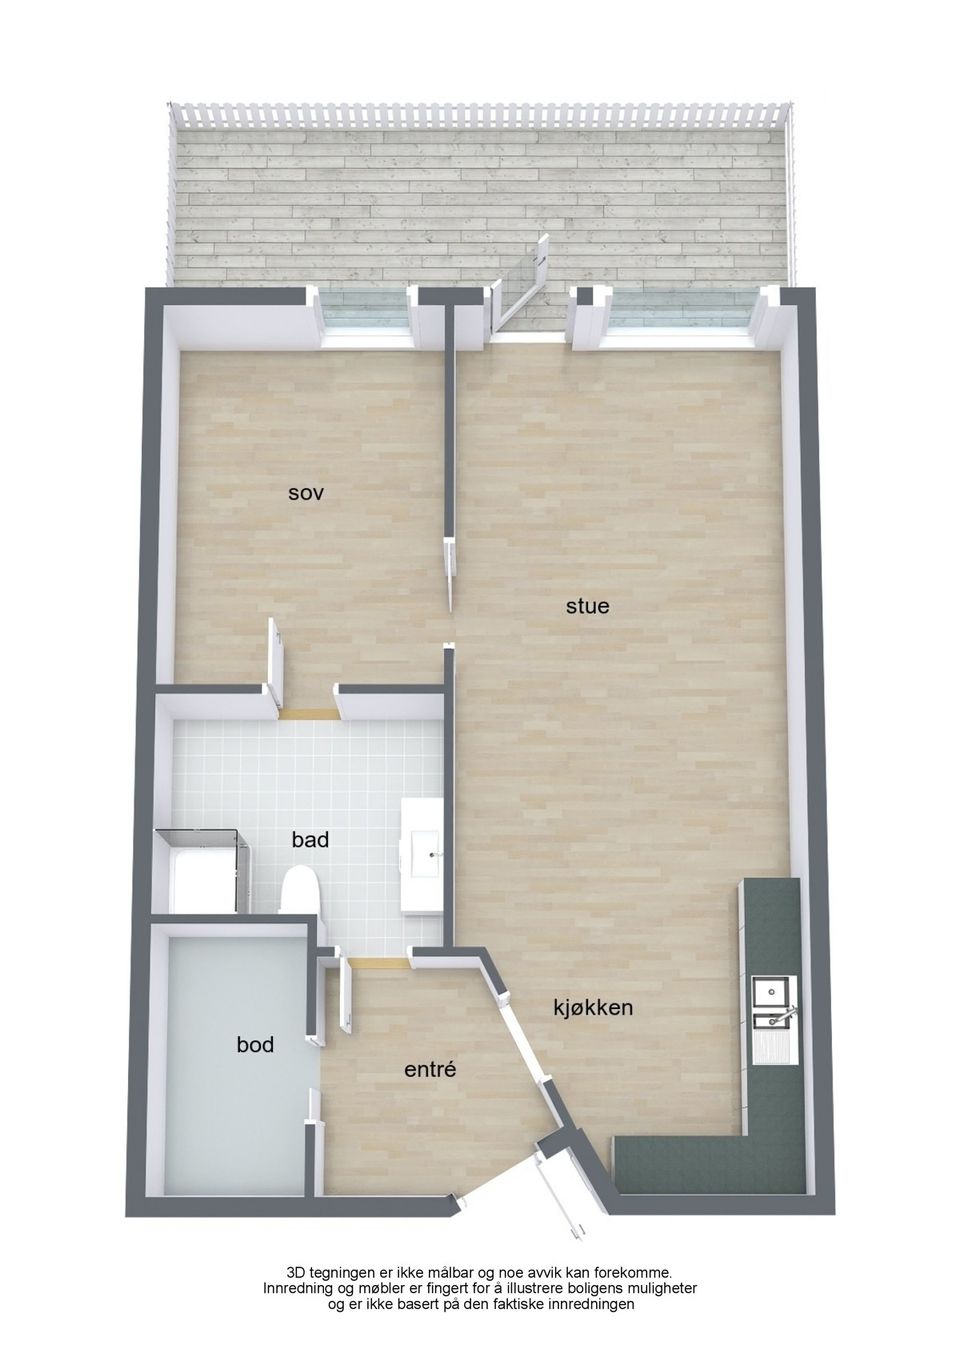 sov
stue
bad
kjøkken
bod
entré
3D tegningen er ikke målbar og noe avvik kan forekomme.
Innredning og møbler er fingert for å illustrere boligens muligheter
og er ikke basert på den faktiske innredningen